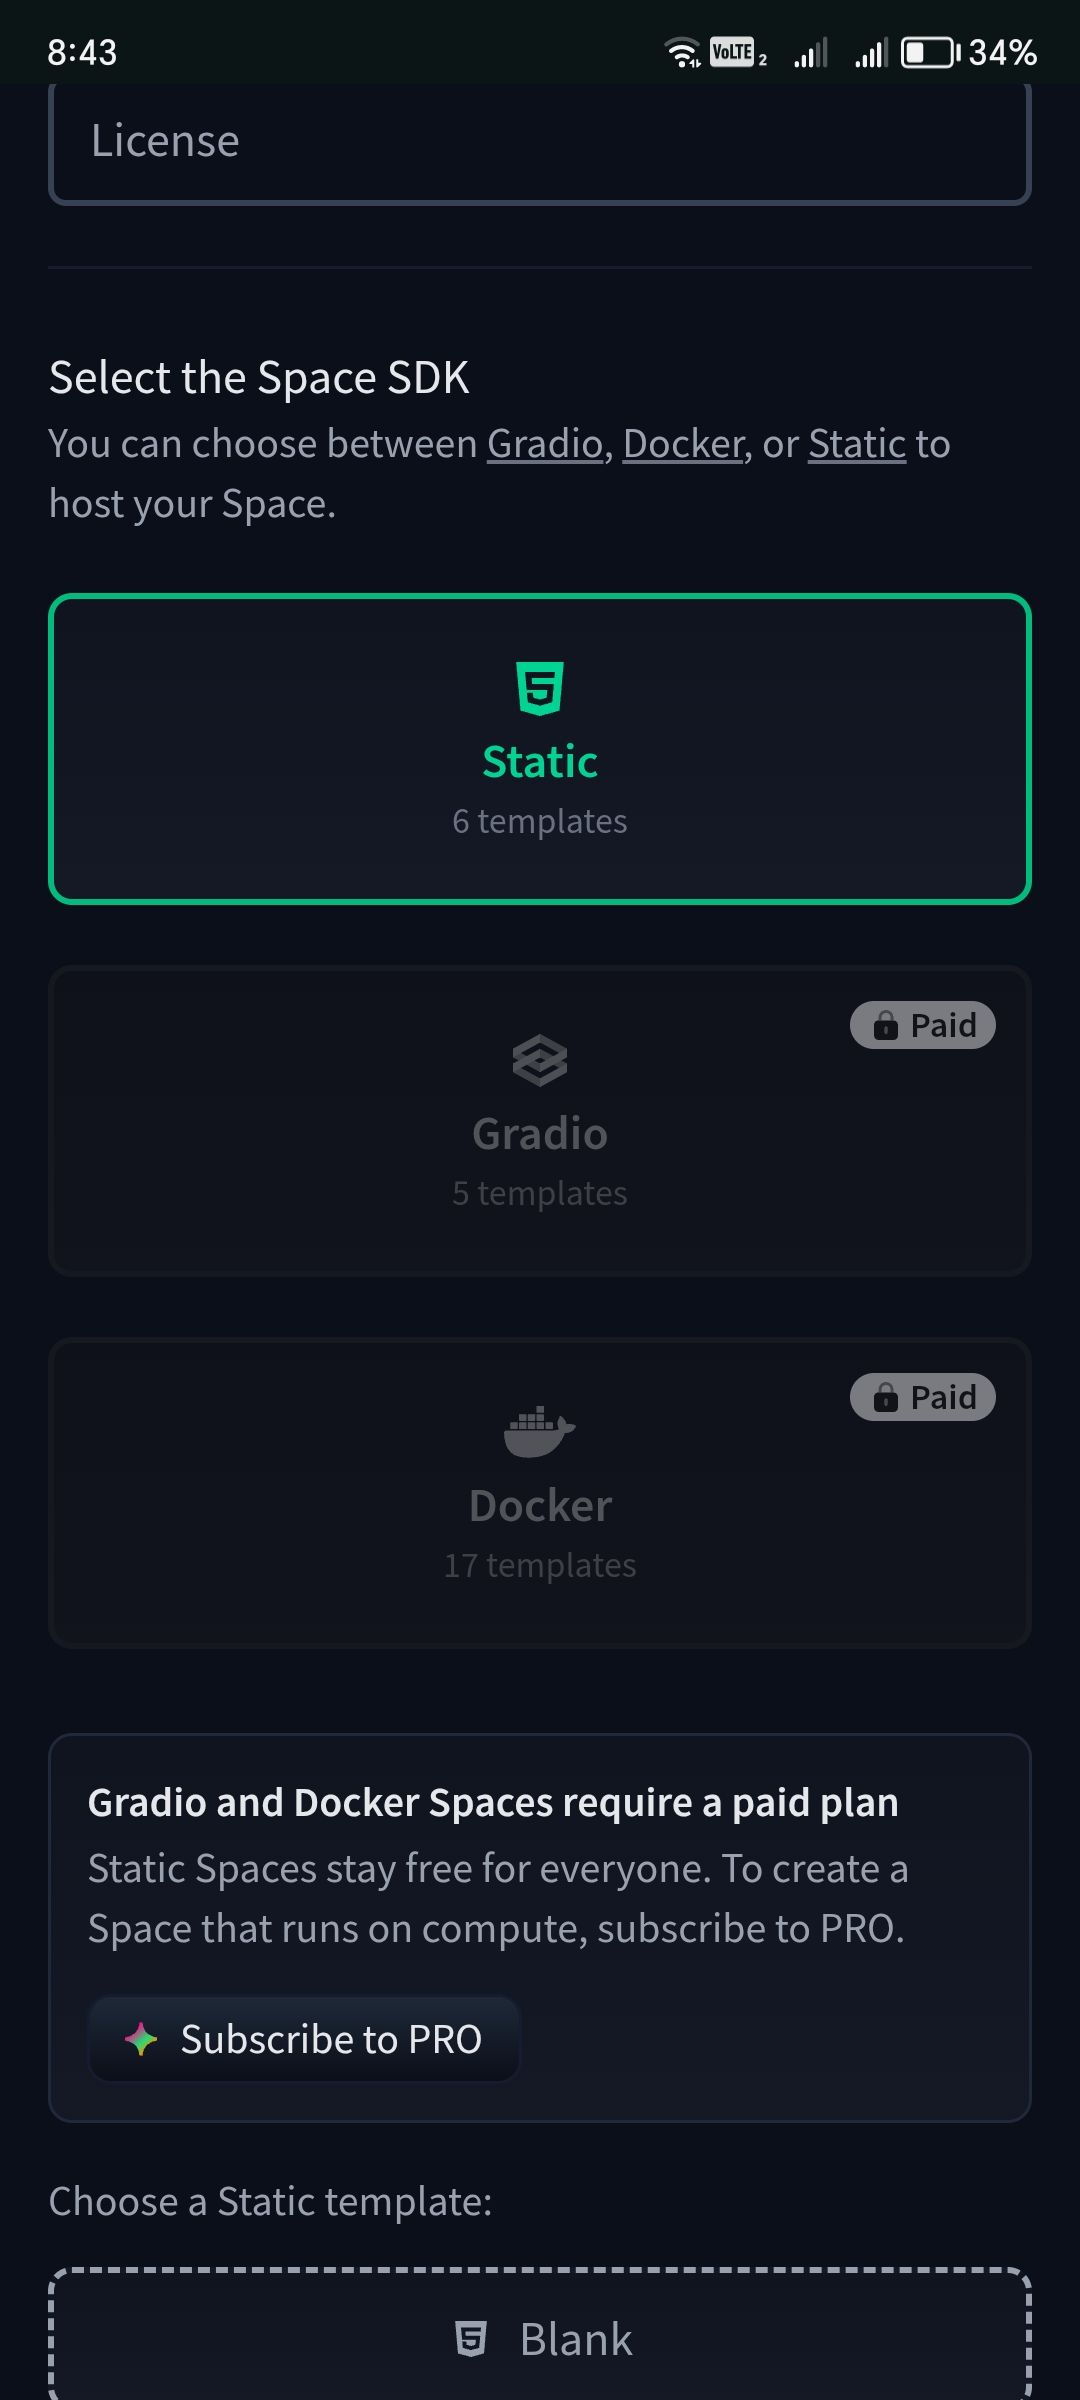 8:43
VoLTE 2
34%
License
Select the Space SDK
You can choose between Gradio, Docker, or Static to
host your Space.
Static
6 templates
Paid
Gradio
5 templates
Paid
Docker
17 templates
Gradio and Docker Spaces require a paid plan
Static Spaces stay free for everyone. To create a
Space that runs on compute, subscribe to PRO.
Subscribe to PRO
Choose a Static template:
Blank